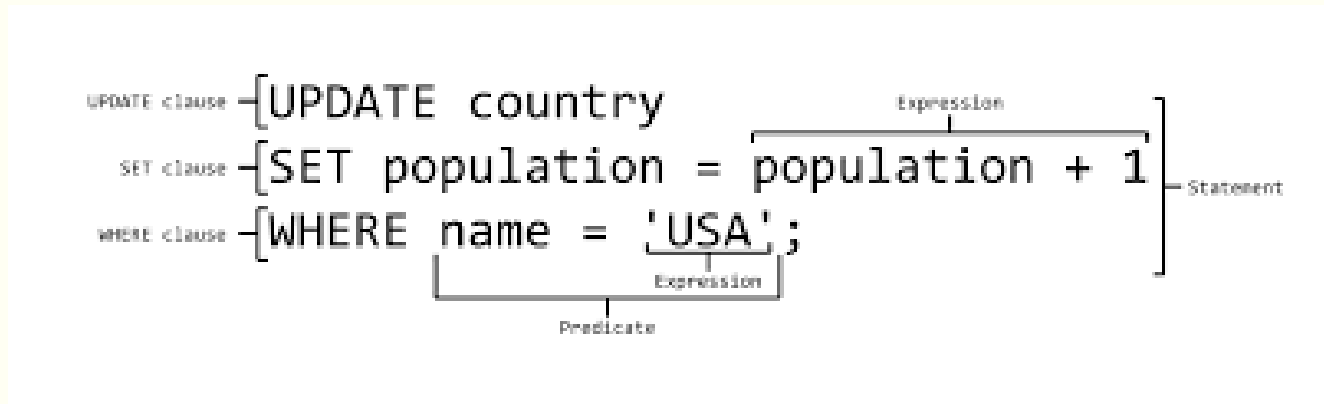 Expression
UPDATE clause UPDATE country
SET clause SET population = population + 1
Statement
WHERE clause WHERE name = 'USA';
Expression
Predicate